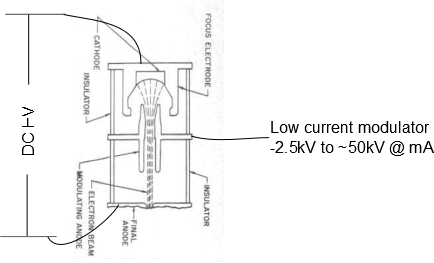 DC HV
CATHODE
INSULATOR
FOCUS ELECTRODE
Low current modulator
-2.5kV to ~50kV @ mA
MODULATING ANODE
ELECTRON BEAM
FINAL
ANODE
INSULATOR